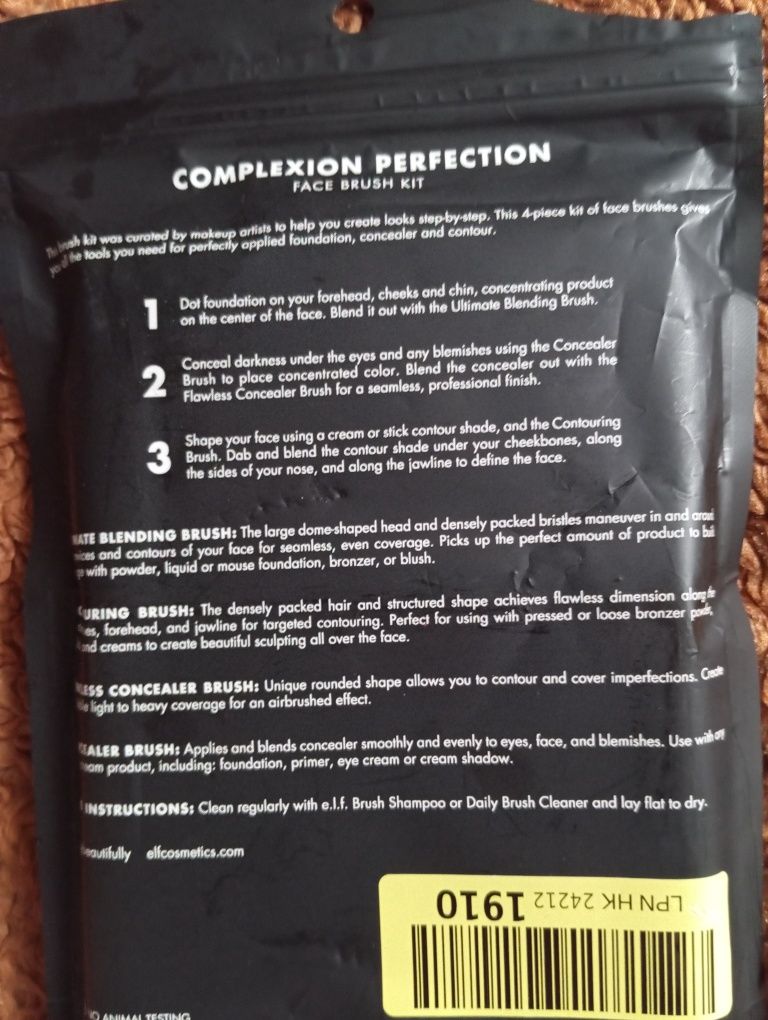 COMPLEXION PERFECTION
FACE BRUSH KIT
brush kit was curated by makeup artists to help you create looks step-by-step. This 4-piece kit of face brushes gives
the tools you need for perfectly applied foundation, concealer and contour.
1
Dot foundation on your forehead, cheeks and chin, concentrating product
on the center of the face. Blend it out with the Ultimate Blending Brush.
2
Conceal darkness under the eyes and any blemishes using the Concealer
Brush to place concentrated color. Blend the concealer out with the
Flawless Concealer Brush for a seamless, professional finish.
3
Shape your face using a cream or stick contour shade, and the Contouring
Brush. Dab and blend the contour shade under your cheekbones, along
the sides of your nose, and along the jawline to define the face.
BLENDING BRUSH: The large dome-shaped head and densely packed bristles maneuver in and
and contours of your face for seamless, even coverage. Picks up the perfect amount of product to
with powder, liquid or mouse foundation, bronzer, or blush.
BRUSH: The densely packed hair and structured shape achieves flawless dimension along the
forehead, and jawline for targeted contouring. Perfect for using with pressed or loose bronzer powder,
and creams to create beautiful sculpting all over the face.
CONCEALER BRUSH: Unique rounded shape allows you to contour and cover imperfections. Create
light to heavy coverage for an airbrushed effect.
BRUSH: Applies and blends concealer smoothly and evenly to eyes, face, and blemishes. Use with any
product, including: foundation, primer, eye cream or cream shadow.
INSTRUCTIONS: Clean regularly with e.l.f. Brush Shampoo or Daily Brush Cleaner and lay flat to dry.
eautifully elfcosmetics.com
LPN HK 24212 1910
NO ANIMAL TESTING